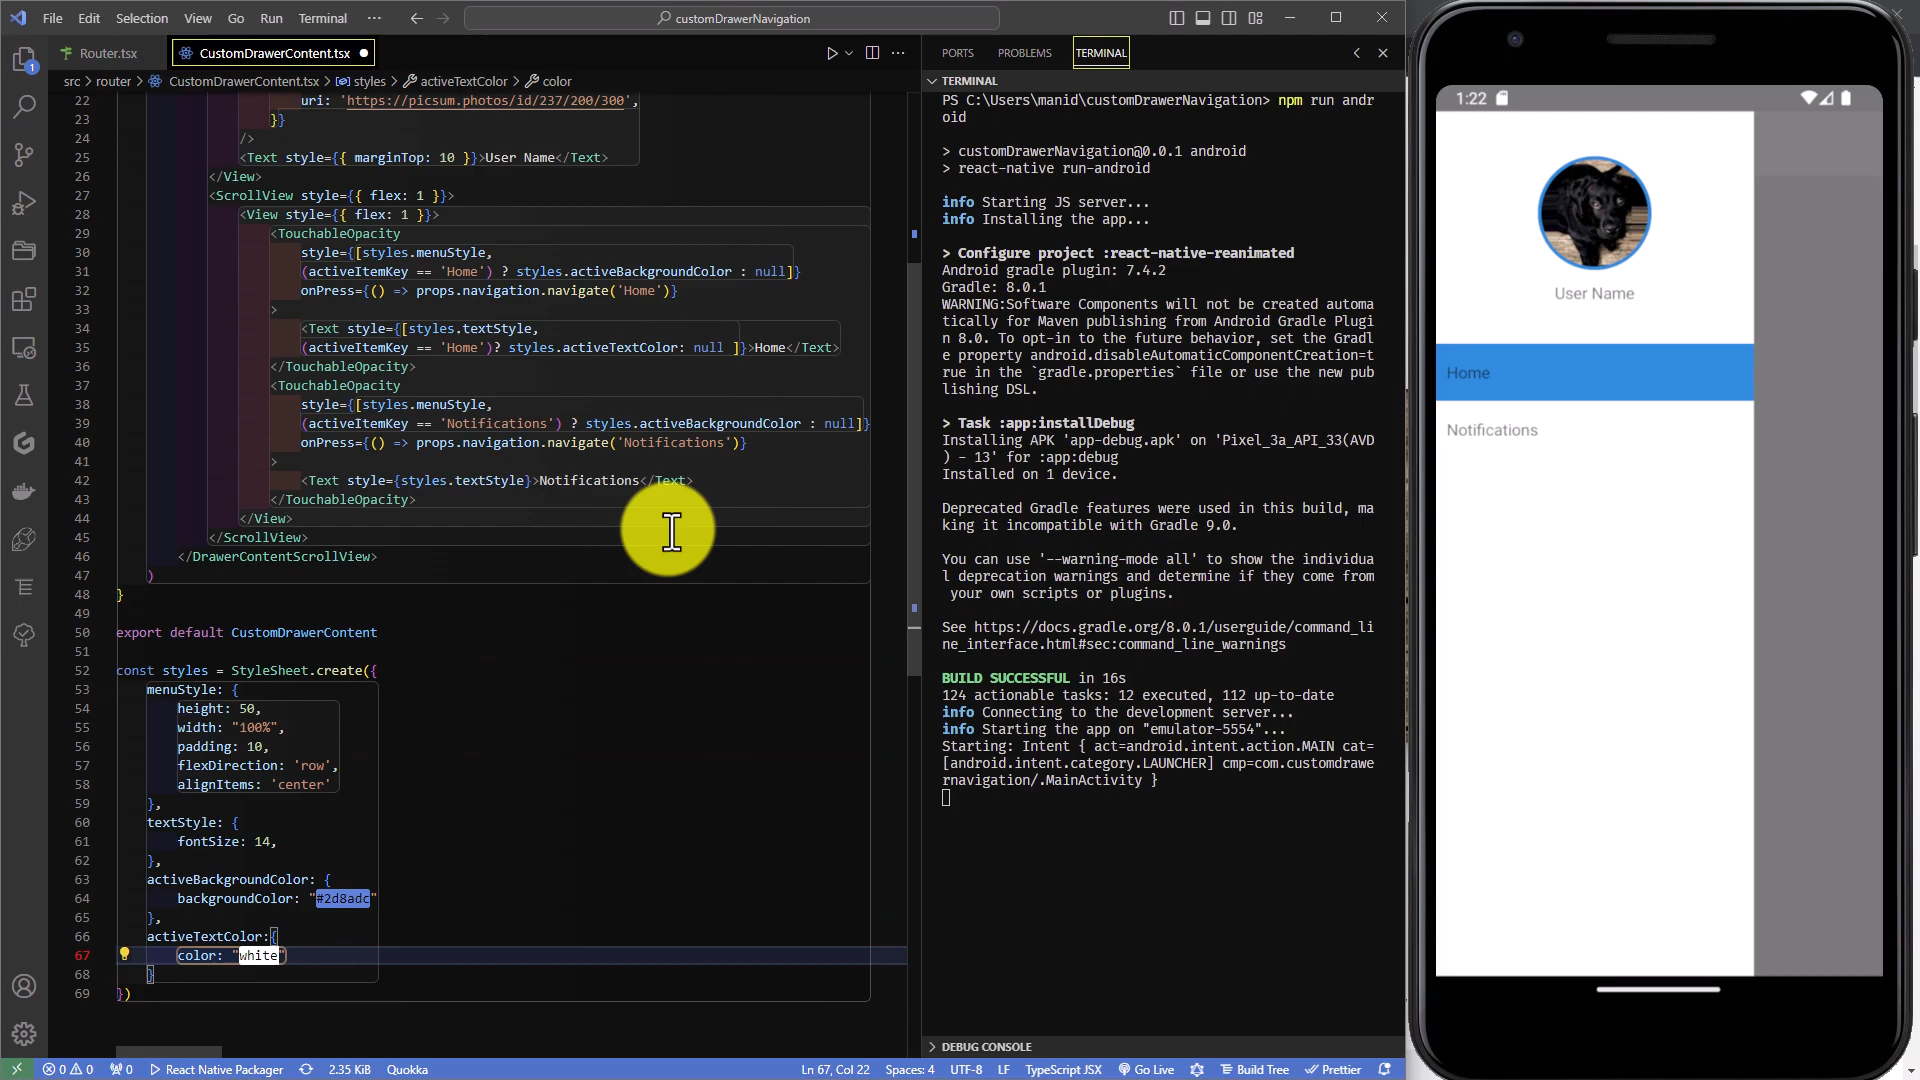 File Edit Selection View Go Run Terminal ··· customDrawerNavigation
Router.tsx CustomDrawerContent.tsx
src > router > CustomDrawerContent.tsx > styles > activeTextColor > color
22 uri: 'https://picsum.photos/id/237/200/300',
23 }}
24 />
25 <Text style={{ marginTop: 10 }}>User Name</Text>
26 </View>
27 <ScrollView style={{ flex: 1 }}>
28 <View style={{ flex: 1 }}>
29 <TouchableOpacity
30 style={[styles.menuStyle,
31 (activeItemKey == 'Home') ? styles.activeBackgroundColor : null]}
32 onPress={() => props.navigation.navigate('Home')}
33 >
34 <Text style={[styles.textStyle,
35 (activeItemKey == 'Home')? styles.activeTextColor: null ]}>Home</Text>
36 </TouchableOpacity>
37 <TouchableOpacity
38 style={[styles.menuStyle,
39 (activeItemKey == 'Notifications') ? styles.activeBackgroundColor : null]}
40 onPress={() => props.navigation.navigate('Notifications')}
41 >
42 <Text style={styles.textStyle}>Notifications</Text>
43 </TouchableOpacity>
44 </View>
45 </ScrollView>
46 </DrawerContentScrollView>
47 )
48 }
49
50 export default CustomDrawerContent
51
52 const styles = StyleSheet.create({
53 menuStyle: {
54 height: 50,
55 width: "100%",
56 padding: 10,
57 flexDirection: 'row',
58 alignItems: 'center'
59 },
60 textStyle: {
61 fontSize: 14,
62 },
63 activeBackgroundColor: {
64 backgroundColor: "#2d8adc"
65 },
66 activeTextColor:{
67 color: "white"
68 }
69 })
PORTS PROBLEMS TERMINAL
TERMINAL
PS C:\Users\manid\customDrawerNavigation> npm run andr
oid
> customDrawerNavigation@0.0.1 android
> react-native run-android
info Starting JS server...
info Installing the app...
> Configure project :react-native-reanimated
Android gradle plugin: 7.4.2
Gradle: 8.0.1
WARNING:Software Components will not be created automa
tically for Maven publishing from Android Gradle Plugi
n 8.0. To opt-in to the future behavior, set the Gradl
e property android.disableAutomaticComponentCreation=t
rue in the `gradle.properties` file or use the new pub
lishing DSL.
> Task :app:installDebug
Installing APK 'app-debug.apk' on 'Pixel_3a_API_33(AVD
) - 13' for :app:debug
Installed on 1 device.
Deprecated Gradle features were used in this build, ma
king it incompatible with Gradle 9.0.
You can use '--warning-mode all' to show the individua
l deprecation warnings and determine if they come from
your own scripts or plugins.
See https://docs.gradle.org/8.0.1/userguide/command_li
ne_interface.html#sec:command_line_warnings
BUILD SUCCESSFUL in 16s
124 actionable tasks: 12 executed, 112 up-to-date
info Connecting to the development server...
info Starting the app on "emulator-5554"...
Starting: Intent { act=android.intent.action.MAIN cat=
[android.intent.category.LAUNCHER] cmp=com.customdrawe
rnavigation/.MainActivity }
DEBUG CONSOLE
1:22
User Name
Home
Notifications
1
0 0 0 React Native Packager 2.35 KiB Quokka Ln 67, Col 22 Spaces: 4 UTF-8 LF TypeScript JSX Go Live Build Tree Prettier